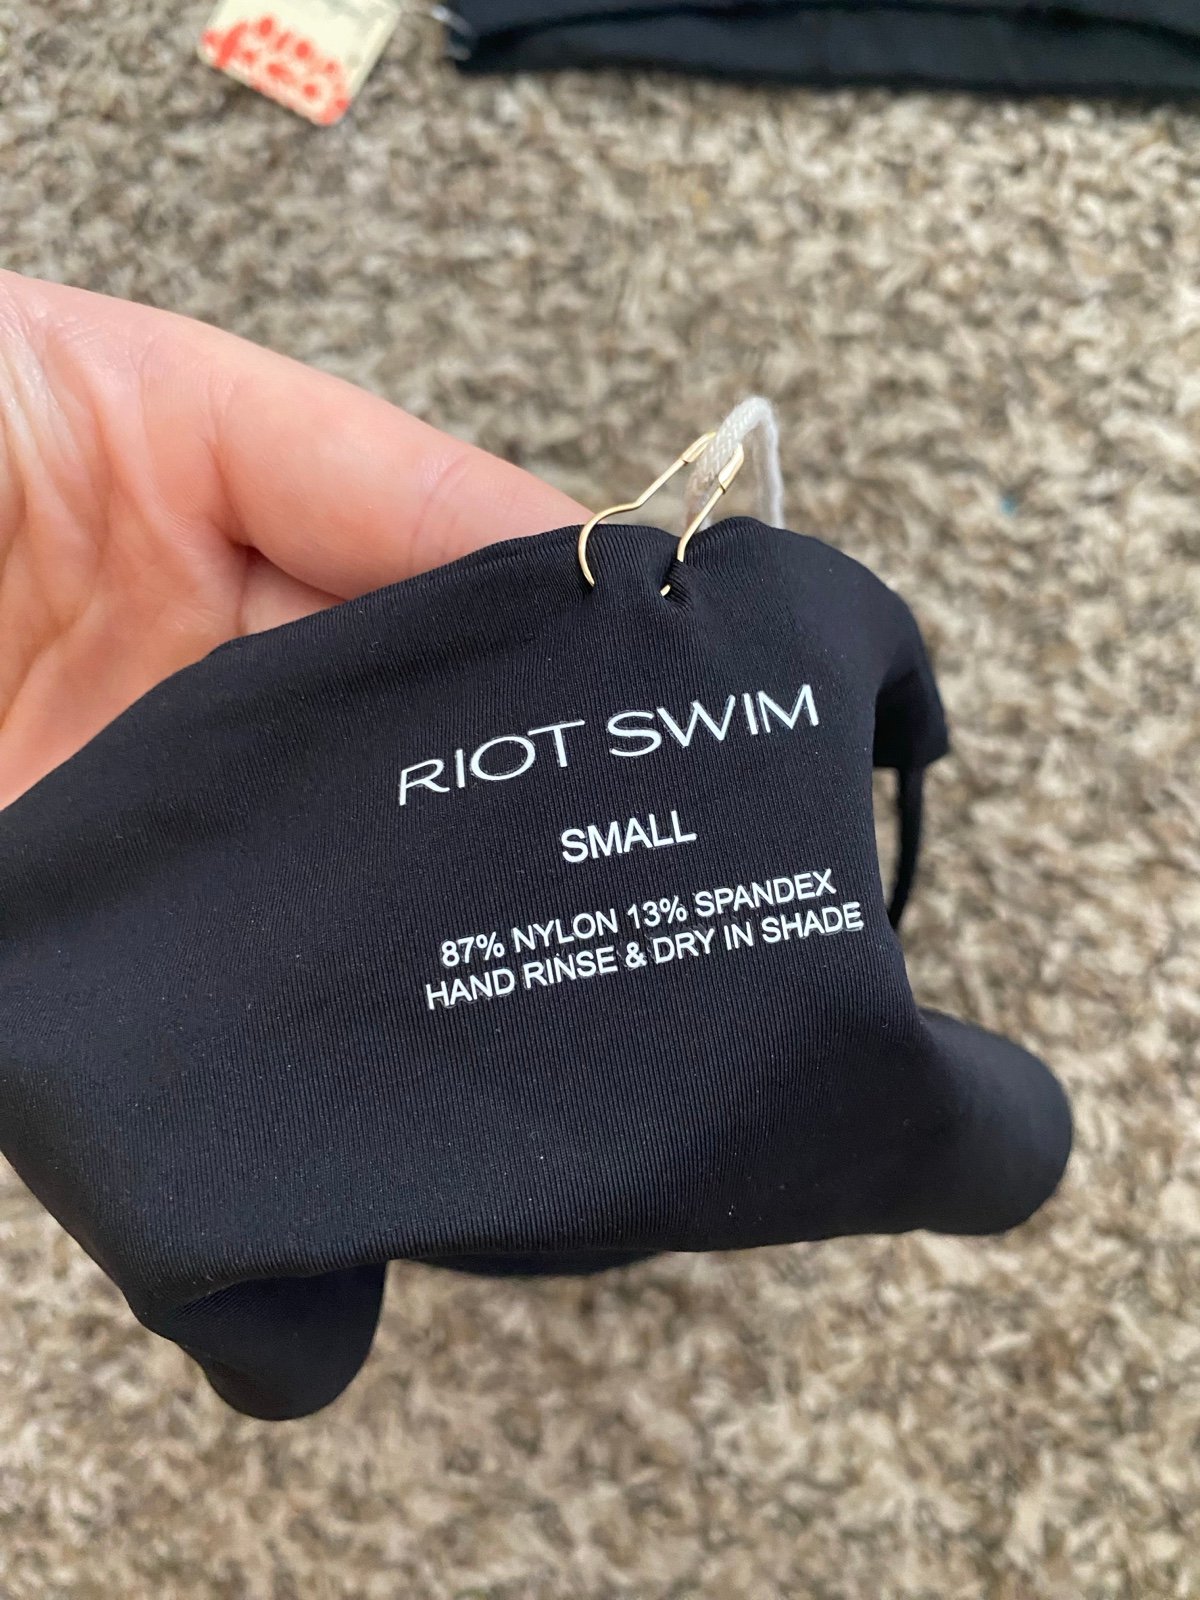 RIOT SWIM
SMALL
87% NYLON 13% SPANDEX
HAND RINSE & DRY IN SHADE